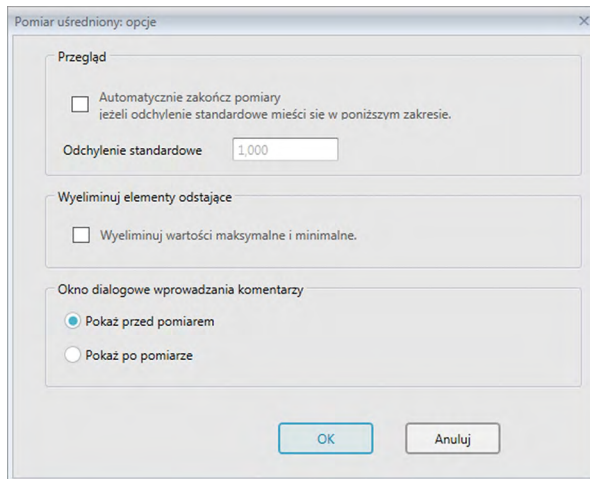 Pomiar uśredniony: opcje
Przegląd
Automatycznie zakończ pomiary
jeżeli odchylenie standardowe mieści się w poniższym zakresie.
Odchylenie standardowe 1,000
Wyeliminuj elementy odstające
Wyeliminuj wartości maksymalne i minimalne.
Okno dialogowe wprowadzania komentarzy
Pokaż przed pomiarem
Pokaż po pomiarze
OK Anuluj